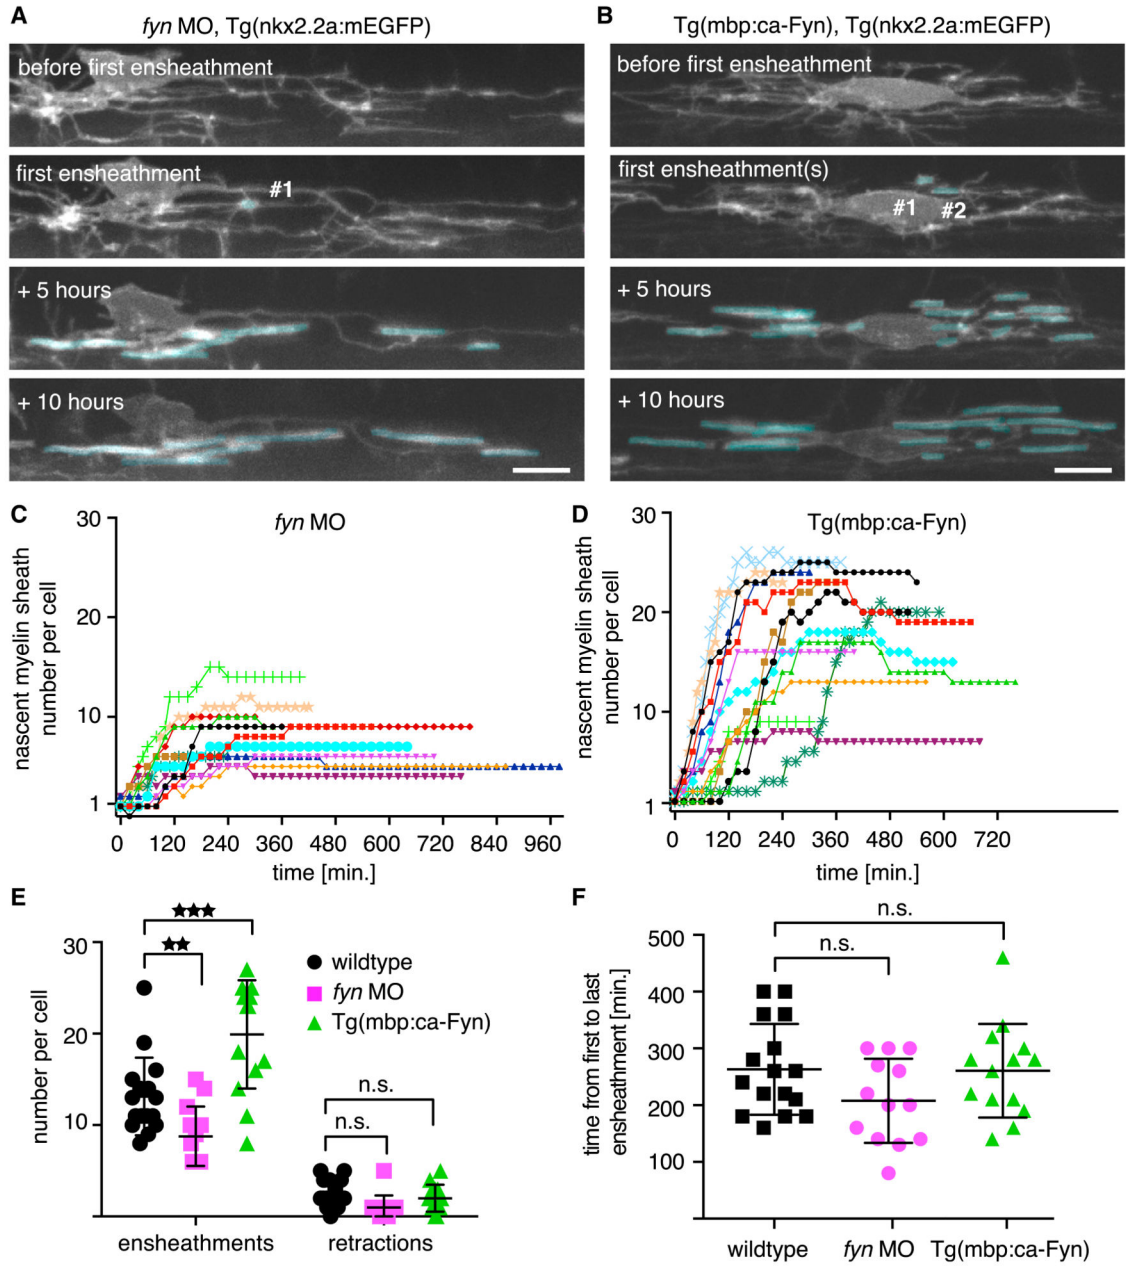 A
fyn MO, Tg(nkx2.2a:mEGFP)
before first ensheathment
first ensheathment
#1
+ 5 hours
+ 10 hours
B
Tg(mbp:ca-Fyn), Tg(nkx2.2a:mEGFP)
before first ensheathment
first ensheathment(s)
#1
#2
+ 5 hours
+ 10 hours
C
fyn MO
nascent myelin sheath
number per cell
30
20
10
1
0 120 240 360 480 600 720 840 960
time [min.]
D
Tg(mbp:ca-Fyn)
nascent myelin sheath
number per cell
30
20
10
1
0 120 240 360 480 600 720
time [min.]
E
number per cell
30
20
10
★★★
★★
wildtype
fyn MO
Tg(mbp:ca-Fyn)
n.s.
n.s.
ensheathments
retractions
F
time from first to last
ensheathment [min.]
500
400
300
200
100
n.s.
n.s.
wildtype
fyn MO
Tg(mbp:ca-Fyn)